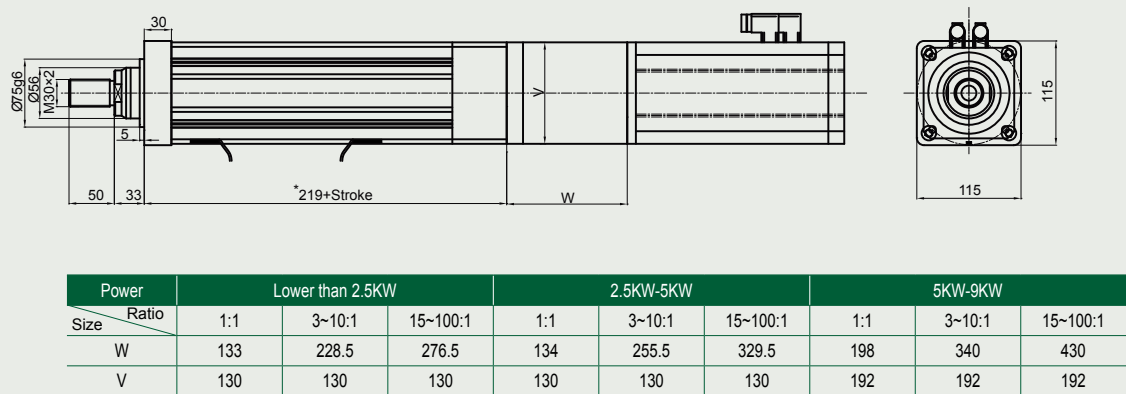 30
Ø75g6
Ø56
M30×2
5
50
33
*219+Stroke
V
W
115
115
Power Lower than 2.5KW 2.5KW-5KW 5KW-9KW
Size Ratio 1:1 3~10:1 15~100:1 1:1 3~10:1 15~100:1 1:1 3~10:1 15~100:1
W 133 228.5 276.5 134 255.5 329.5 198 340 430
V 130 130 130 130 130 130 192 192 192